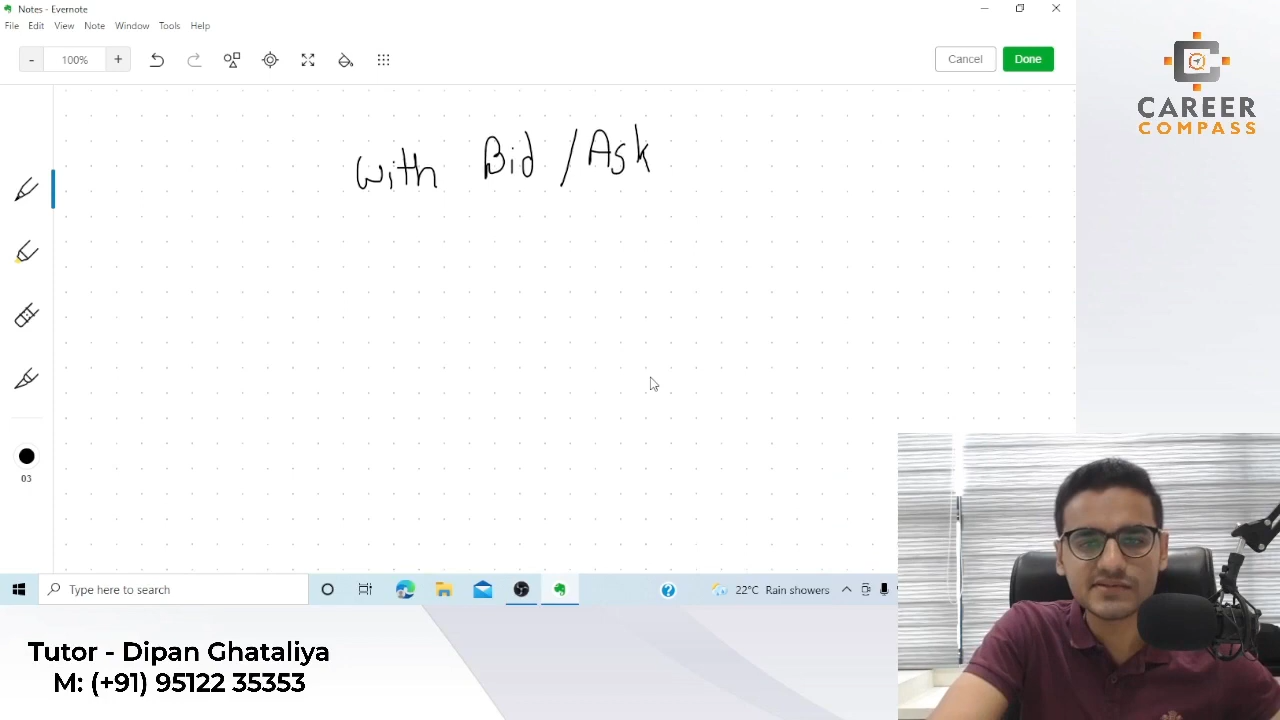 Notes - Evernote
File Edit View Note Window Tools Help
- 100% +
Cancel Done
CAREER
COMPASS
With Bid / Ask
03
Type here to search
22°C Rain showers
Tutor - Dipan Ghataliya
M: (+91) 95122 35353